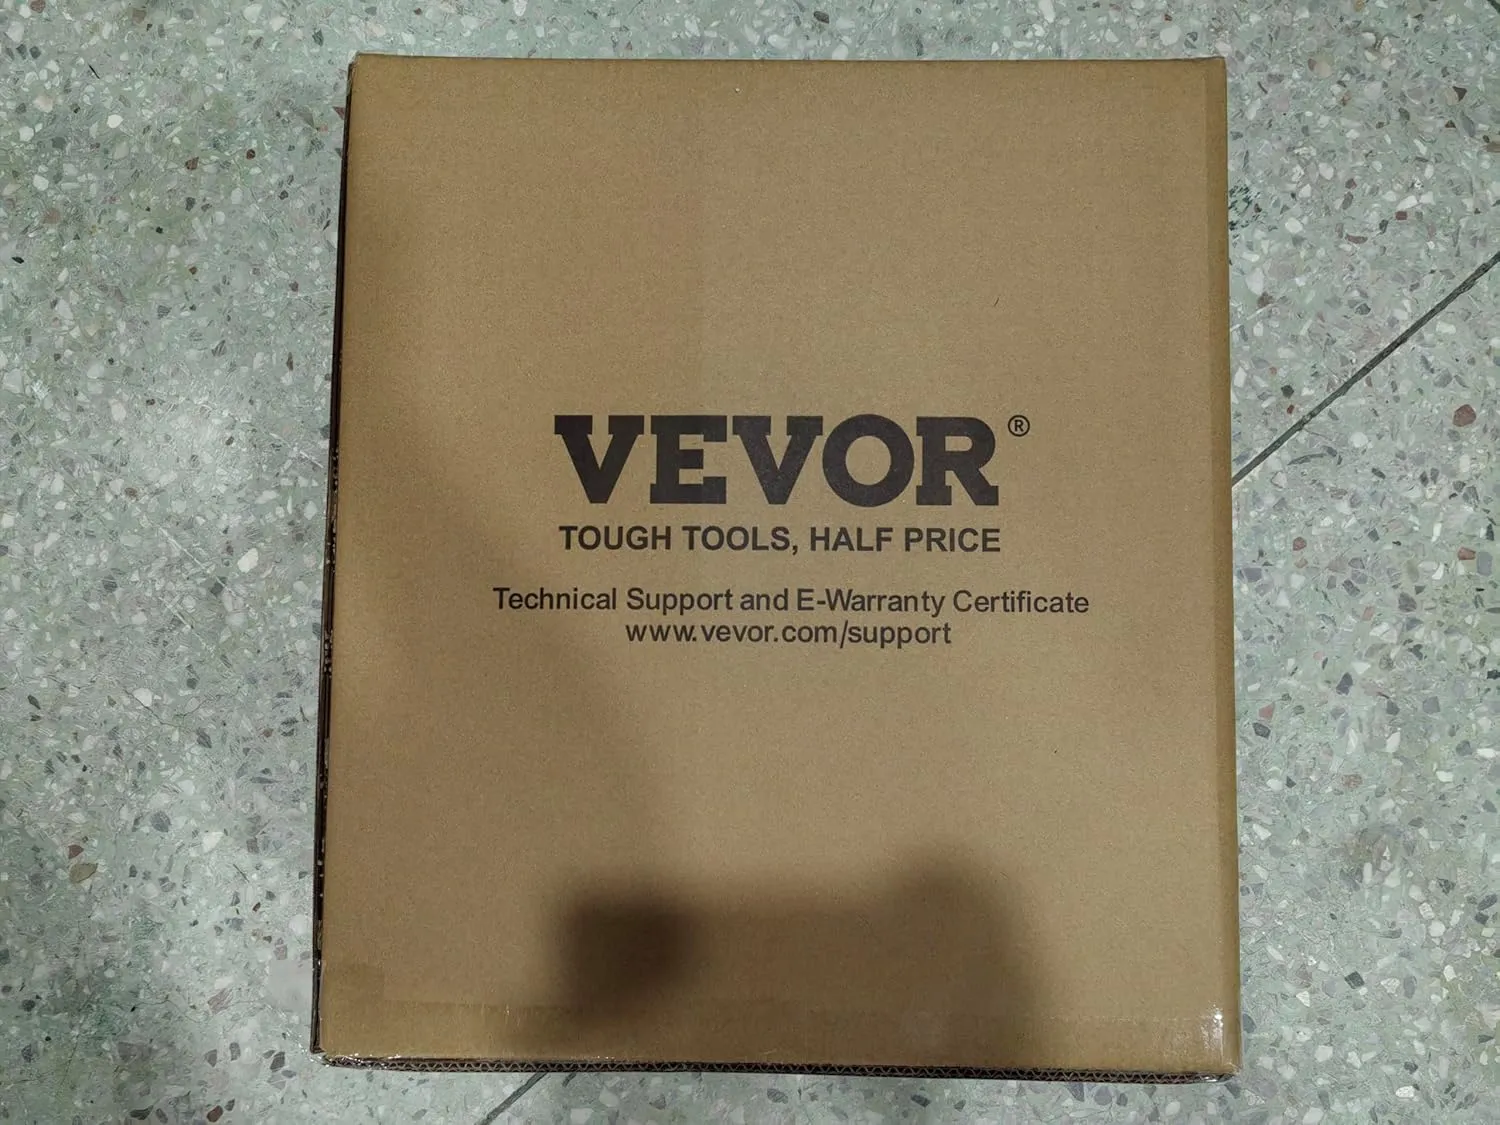 VEVOR®
TOUGH TOOLS, HALF PRICE
Technical Support and E-Warranty Certificate
www.vevor.com/support